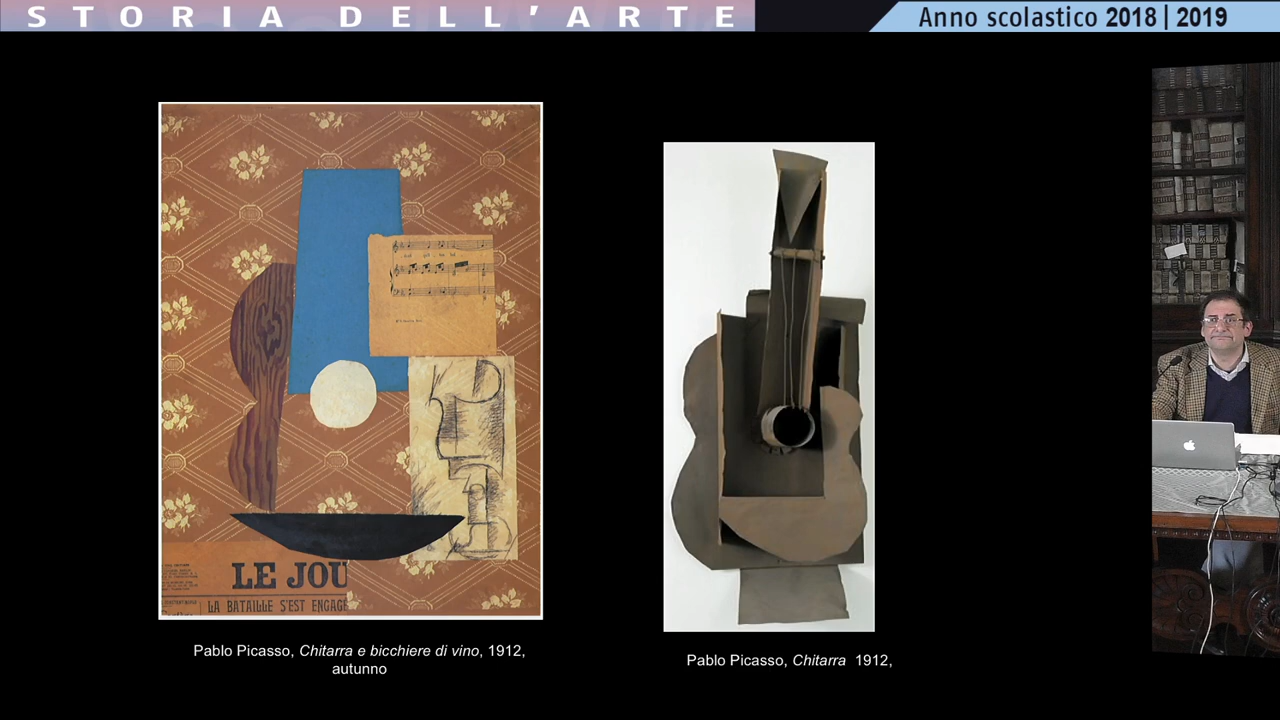 STORIA DELL'ARTE
Anno scolastico 2018 | 2019
LE JOU
LA BATAILLE S'EST ENGAGÉ
Pablo Picasso, Chitarra e bicchiere di vino, 1912,
autunno
Pablo Picasso, Chitarra 1912,